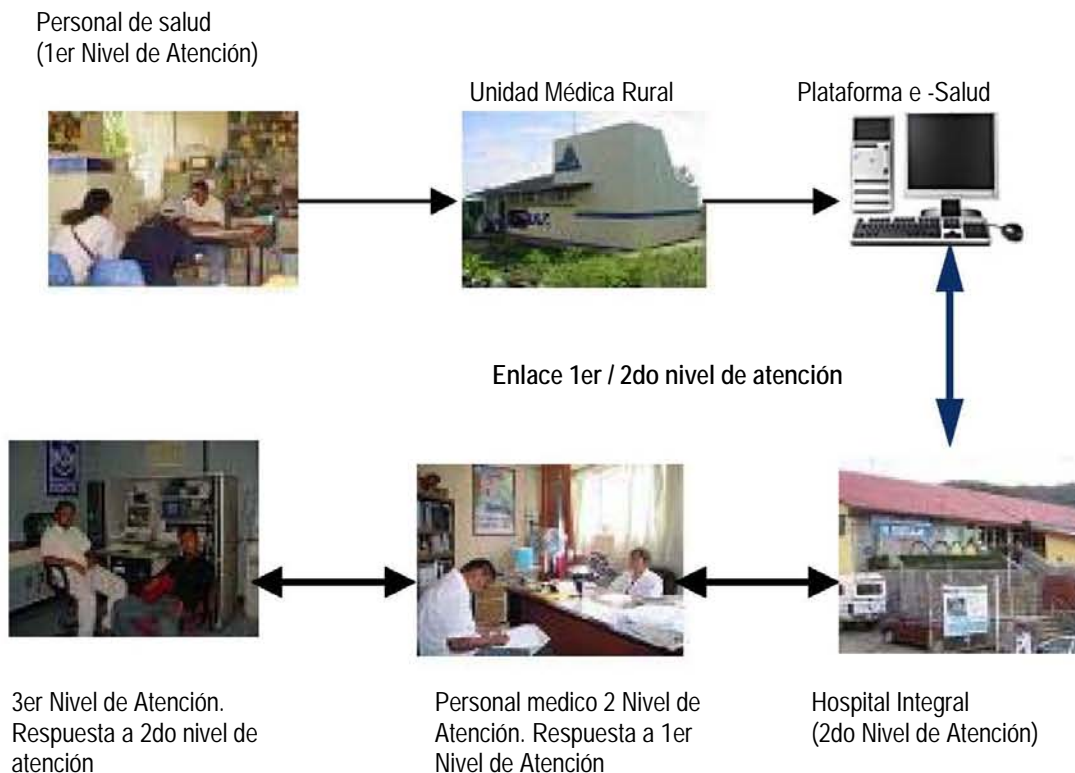 Personal de salud
(1er Nivel de Atención)
Unidad Médica Rural
Plataforma e -Salud
Enlace 1er / 2do nivel de atención
3er Nivel de Atención.
Respuesta a 2do nivel de
atención
Personal medico 2 Nivel de
Atención. Respuesta a 1er
Nivel de Atención
Hospital Integral
(2do Nivel de Atención)